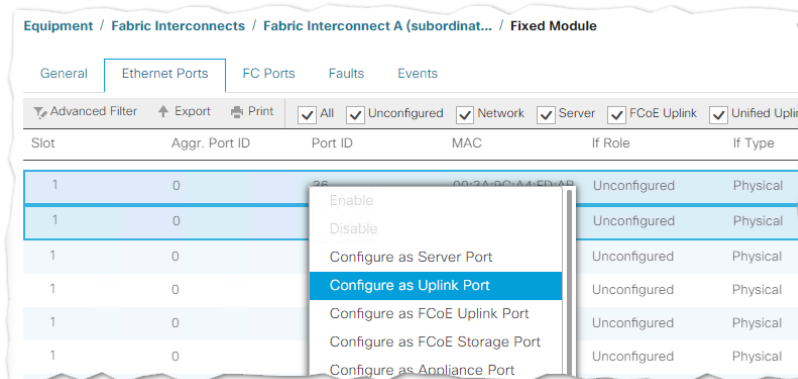 Equipment / Fabric Interconnects / Fabric Interconnect A (subordinat... / Fixed Module
General Ethernet Ports FC Ports Faults Events
Advanced Filter Export Print All Unconfigured Network Server FCoE Uplink Unified
Slot Aggr. Port ID Port ID MAC If Role If Type
1 0 Unconfigured Physical
Enable
1 0 Unconfigured Physical
Disable
1 0 Configure as Server Port Unconfigured Physical
1 0 Configure as Uplink Port Unconfigured Physical
1 0 Configure as FCoE Uplink Port Unconfigured Physical
Configure as FCoE Storage Port
1 0 Unconfigured Physical
Configure as Appliance Port